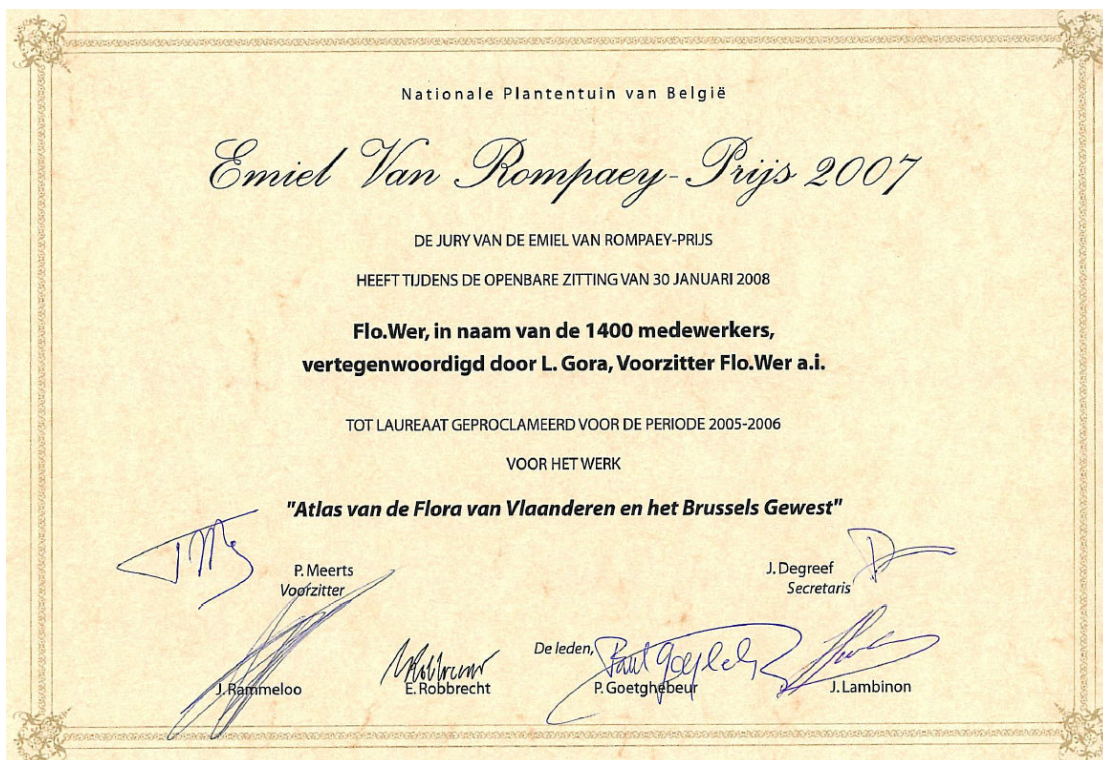 Nationale Plantentuin van België
Emiel Van Rompaey-Prijs 2007
DE JURY VAN DE EMIEL VAN ROMPAEY-PRIJS
HEEFT TIJDENS DE OPENBARE ZITTING VAN 30 JANUARI 2008
Flo.Wer, in naam van de 1400 medewerkers,
vertegenwoordigd door L. Gora, Voorzitter Flo.Wer a.i.
TOT LAUREAAT GEPROCLAMEERD VOOR DE PERIODE 2005-2006
VOOR HET WERK
"Atlas van de Flora van Vlaanderen en het Brussels Gewest"
P. Meerts
Voorzitter
J. Degreef
Secretaris
De leden,
J. Rammeloo
E. Robbrecht
P. Goetghebeur
J. Lambinon